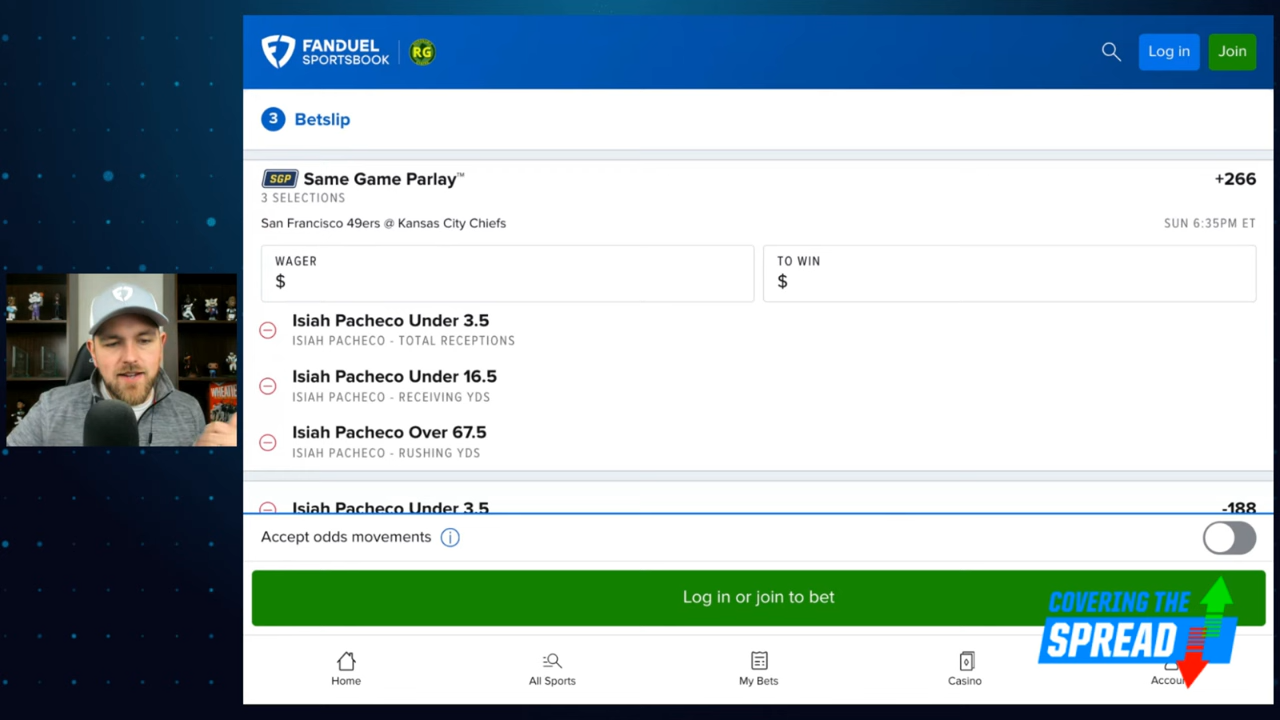 FANDUEL
SPORTSBOOK
RG
Log in
Join
3 Betslip
SGP Same Game Parlay™ +266
3 SELECTIONS
San Francisco 49ers @ Kansas City Chiefs SUN 6:35PM ET
WAGER
$
TO WIN
$
Isiah Pacheco Under 3.5
ISIAH PACHECO - TOTAL RECEPTIONS
Isiah Pacheco Under 16.5
ISIAH PACHECO - RECEIVING YDS
Isiah Pacheco Over 67.5
ISIAH PACHECO - RUSHING YDS
Isiah Pacheco Under 3.5 -188
Accept odds movements
Log in or join to bet
COVERING THE
SPREAD
Home
All Sports
My Bets
Casino
WHEATIES